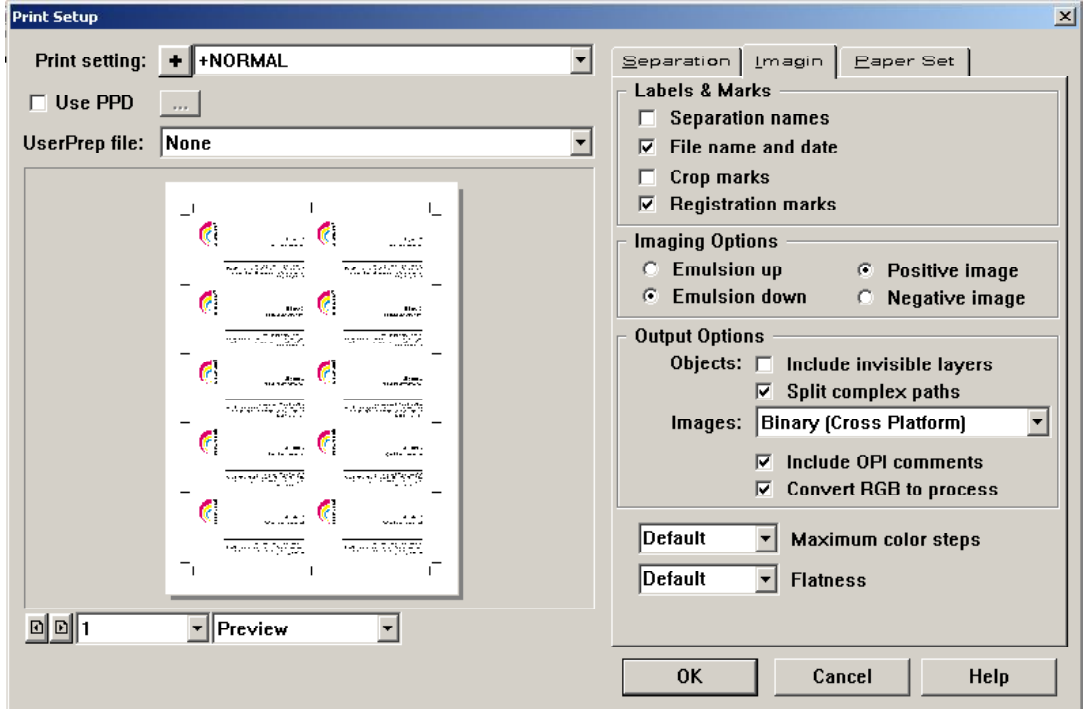 Print Setup
Print setting: + +NORMAL
Use PPD ...
UserPrep file: None
1 Preview
Separation Imagin Paper Set
Labels & Marks
Separation names
File name and date
Crop marks
Registration marks
Imaging Options
Emulsion up Positive image
Emulsion down Negative image
Output Options
Objects: Include invisible layers
Split complex paths
Images: Binary (Cross Platform)
Include OPI comments
Convert RGB to process
Default Maximum color steps
Default Flatness
OK Cancel Help